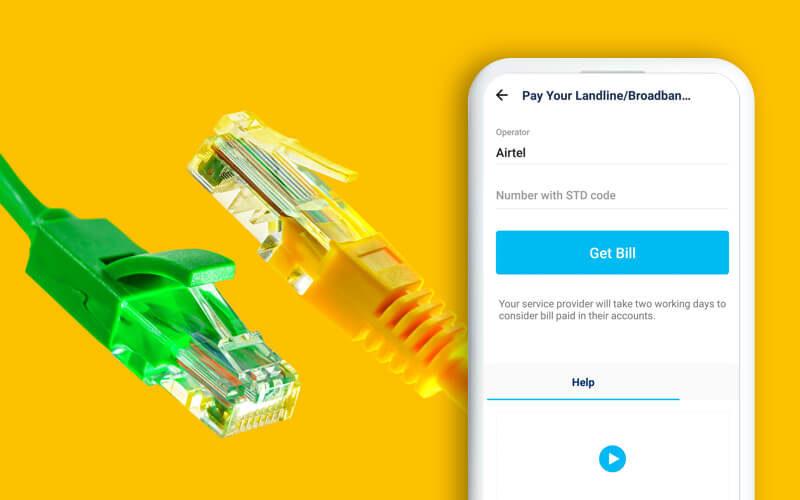 Pay Your Landline/Broadban...
Operator
Airtel
Number with STD code
Get Bill
Your service provider will take two working days to
consider bill paid in their accounts.
Help